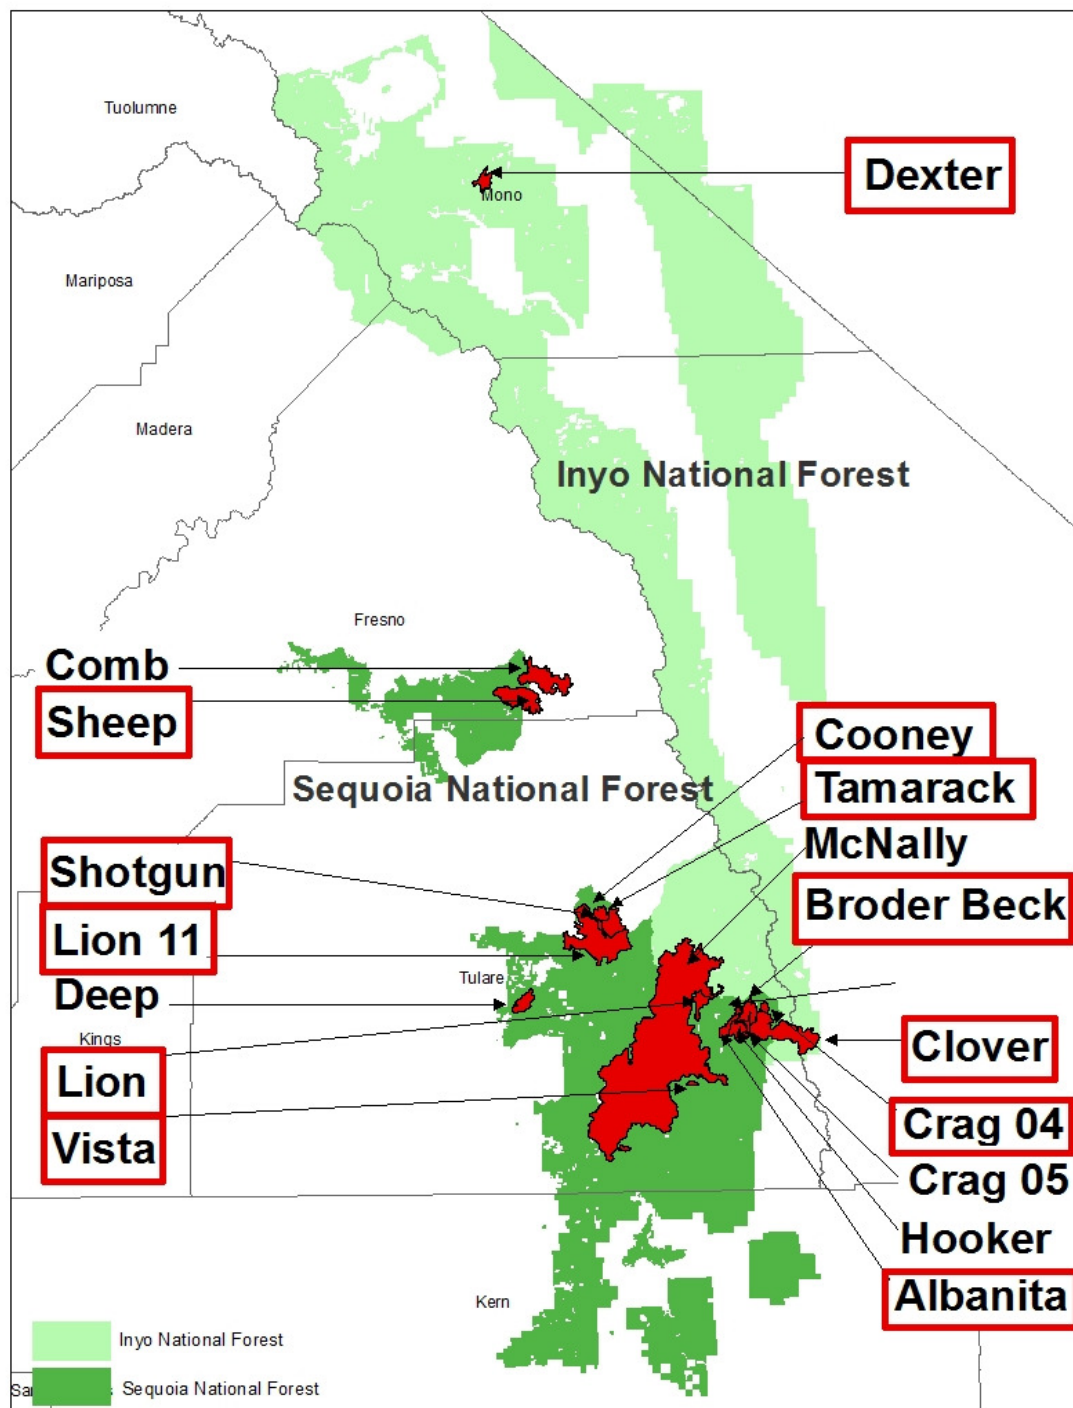 Tuolumne
Dexter
Mono
Mariposa
Madera
Inyo National Forest
Fresno
Comb
Sheep
Cooney
Sequoia National Forest
Tamarack
McNally
Shotgun
Broder Beck
Lion 11
Tulare
Deep
Kings
Clover
Lion
Crag 04
Vista
Crag 05
Hooker
Albanita
Kern
Inyo National Forest
Sequoia National Forest